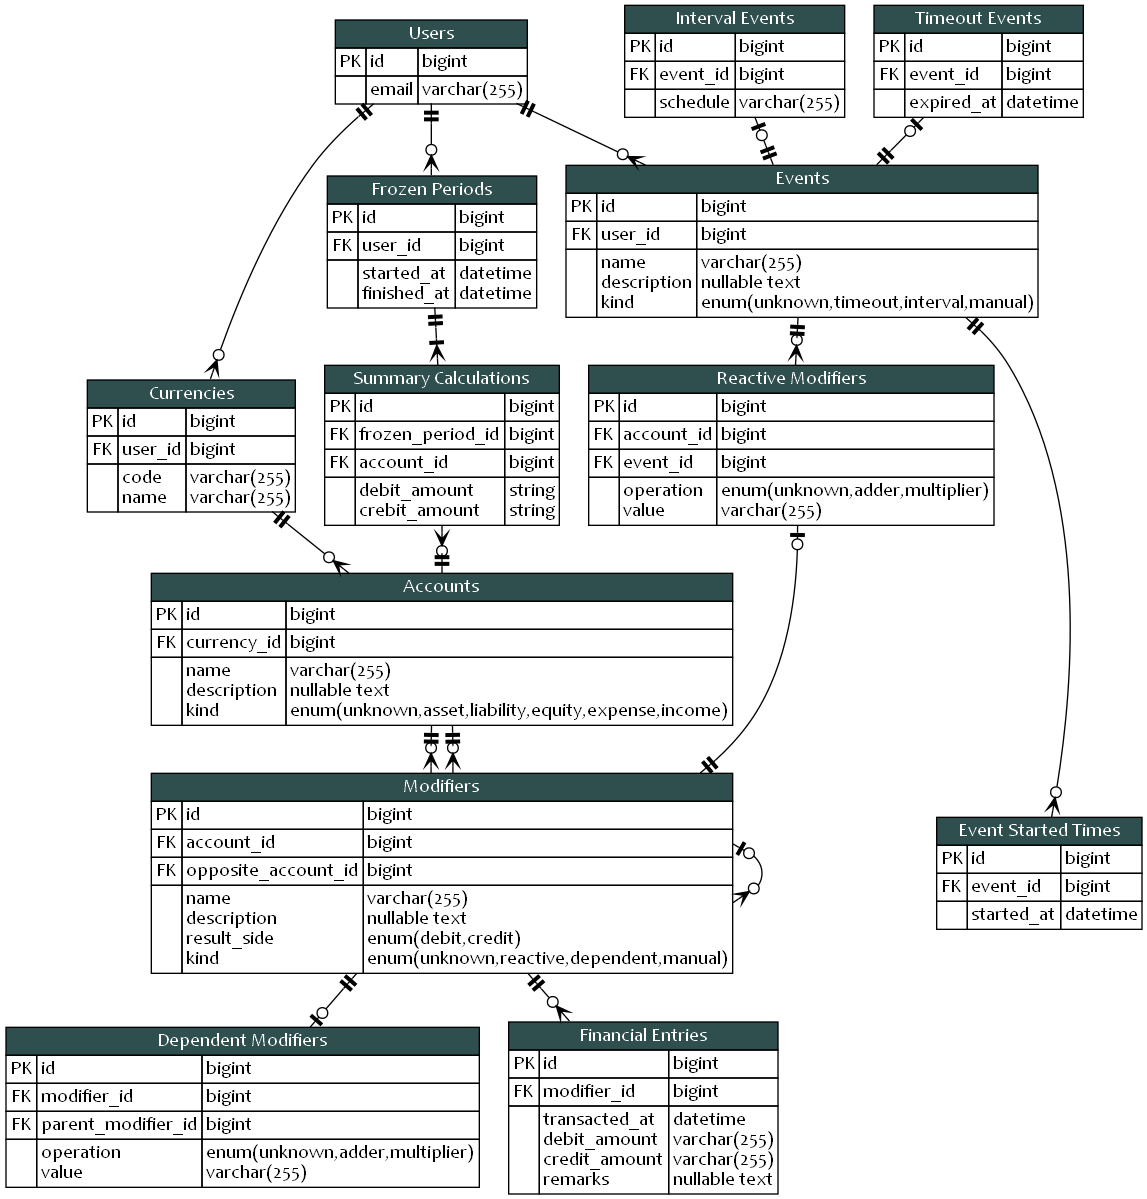 Users
PK id bigint
email varchar(255)
Interval Events
PK id bigint
FK event_id bigint
schedule varchar(255)
Timeout Events
PK id bigint
FK event_id bigint
expired_at datetime
Frozen Periods
PK id bigint
FK user_id bigint
started_at datetime
finished_at datetime
Events
PK id bigint
FK user_id bigint
name varchar(255)
description nullable text
kind enum(unknown,timeout,interval,manual)
Currencies
PK id bigint
FK user_id bigint
code varchar(255)
name varchar(255)
Summary Calculations
PK id bigint
FK frozen_period_id bigint
FK account_id bigint
debit_amount string
crebit_amount string
Reactive Modifiers
PK id bigint
FK account_id bigint
FK event_id bigint
operation enum(unknown,adder,multiplier)
value varchar(255)
Accounts
PK id bigint
FK currency_id bigint
name varchar(255)
description nullable text
kind enum(unknown,asset,liability,equity,expense,income)
Modifiers
PK id bigint
FK account_id bigint
FK opposite_account_id bigint
name varchar(255)
description nullable text
result_side enum(debit,credit)
kind enum(unknown,reactive,dependent,manual)
Event Started Times
PK id bigint
FK event_id bigint
started_at datetime
Dependent Modifiers
PK id bigint
FK modifier_id bigint
FK parent_modifier_id bigint
operation enum(unknown,adder,multiplier)
value varchar(255)
Financial Entries
PK id bigint
FK modifier_id bigint
transacted_at datetime
debit_amount varchar(255)
credit_amount varchar(255)
remarks nullable text